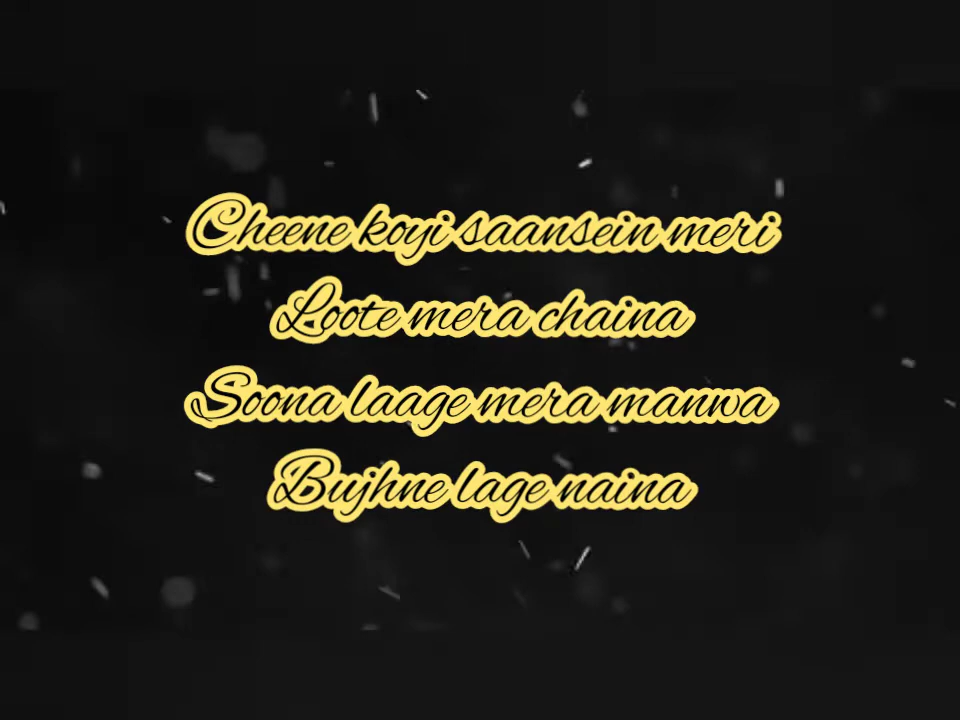 Cheene koyi saansein meri
Loote mera chaina
Soona laage mera manwa
Bujhne lage naina